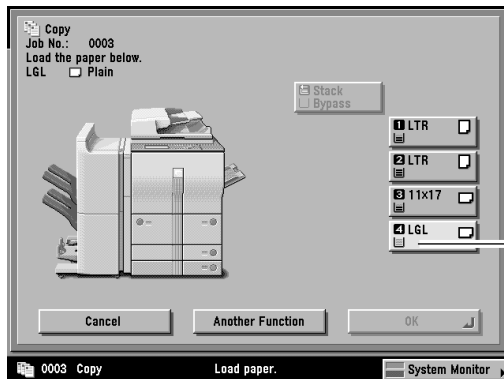 Copy
Job No.: 0003
Load the paper below.
LGL Plain
Stack
Bypass
1 LTR
2 LTR
3 11x17
4 LGL
Cancel
Another Function
OK
0003 Copy
Load paper.
System Monitor